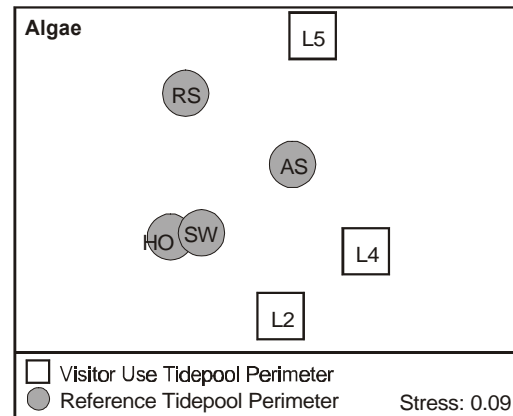 Algae
L5
RS
AS
HO SW
L4
L2
Visitor Use Tidepool Perimeter
Reference Tidepool Perimeter Stress: 0.09